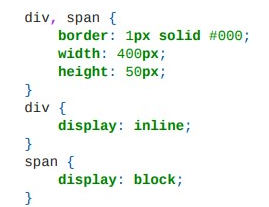 div, span {
    border: 1px solid #000;
    width: 400px;
    height: 50px;
}
div {
    display: inline;
}
span {
    display: block;
}